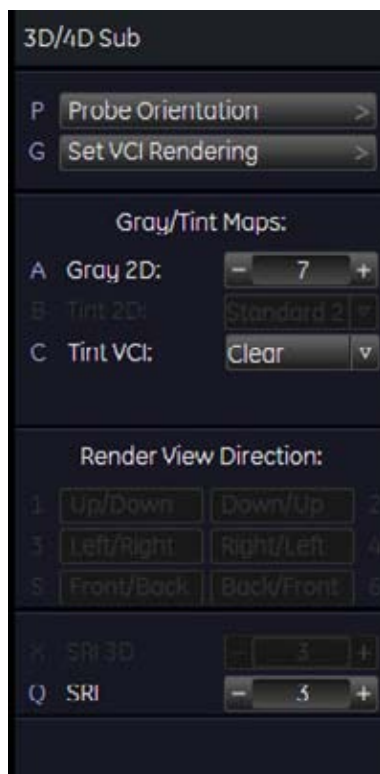 3D/4D Sub
P Probe Orientation >
G Set VCI Rendering >
Gray/Tint Maps:
A Gray 2D: - 7 +
B Tint 2D: Standard 2
C Tint VCI: Clear
Render View Direction:
1 Up/Down Down/Up 2
3 Left/Right Right/Left 4
5 Front/Back Back/Front 6
X SRI 3D - 3 +
Q SRI - 3 +